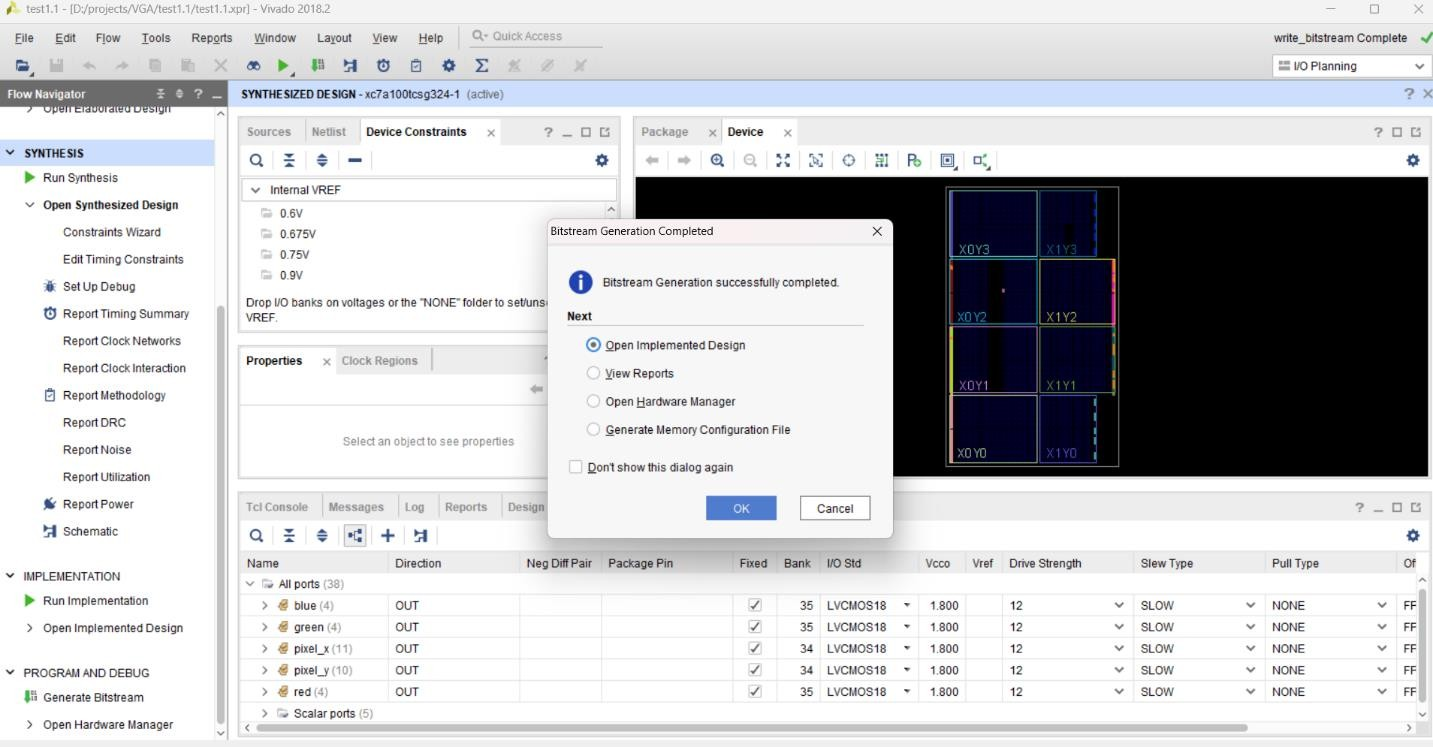 test1.1 - [D:/projects/VGA/test1.1/test1.1.xpr] - Vivado 2018.2
File Edit Flow Tools Reports Window Layout View Help Quick Access write_bitstream Complete
I/O Planning
Flow Navigator
SYNTHESIZED DESIGN - xc7a100tcsg324-1 (active)
Open Elaborated Design
SYNTHESIS
Run Synthesis
Open Synthesized Design
Constraints Wizard
Edit Timing Constraints
Set Up Debug
Report Timing Summary
Report Clock Networks
Report Clock Interaction
Report Methodology
Report DRC
Report Noise
Report Utilization
Report Power
Schematic
IMPLEMENTATION
Run Implementation
Open Implemented Design
PROGRAM AND DEBUG
Generate Bitstream
Open Hardware Manager
Sources Netlist Device Constraints
Internal VREF
0.6V
0.675V
0.75V
0.9V
Drop I/O banks on voltages or the "NONE" folder to set/uns
VREF.
Properties Clock Regions
Select an object to see properties
Package Device
X0Y3 X1Y3
X0Y2 X1Y2
X0Y1 X1Y1
X0Y0 X1Y0
Bitstream Generation Completed
Bitstream Generation successfully completed.
Next
Open Implemented Design
View Reports
Open Hardware Manager
Generate Memory Configuration File
Don't show this dialog again
OK Cancel
Tcl Console Messages Log Reports Design
Name Direction Neg Diff Pair Package Pin Fixed Bank I/O Std Vcco Vref Drive Strength Slew Type Pull Type Of
All ports (38)
blue (4) OUT 35 LVCMOS18 1.800 12 SLOW NONE FF
green (4) OUT 35 LVCMOS18 1.800 12 SLOW NONE FF
pixel_x (11) OUT 34 LVCMOS18 1.800 12 SLOW NONE FF
pixel_y (10) OUT 34 LVCMOS18 1.800 12 SLOW NONE FF
red (4) OUT 35 LVCMOS18 1.800 12 SLOW NONE FF
Scalar ports (5)